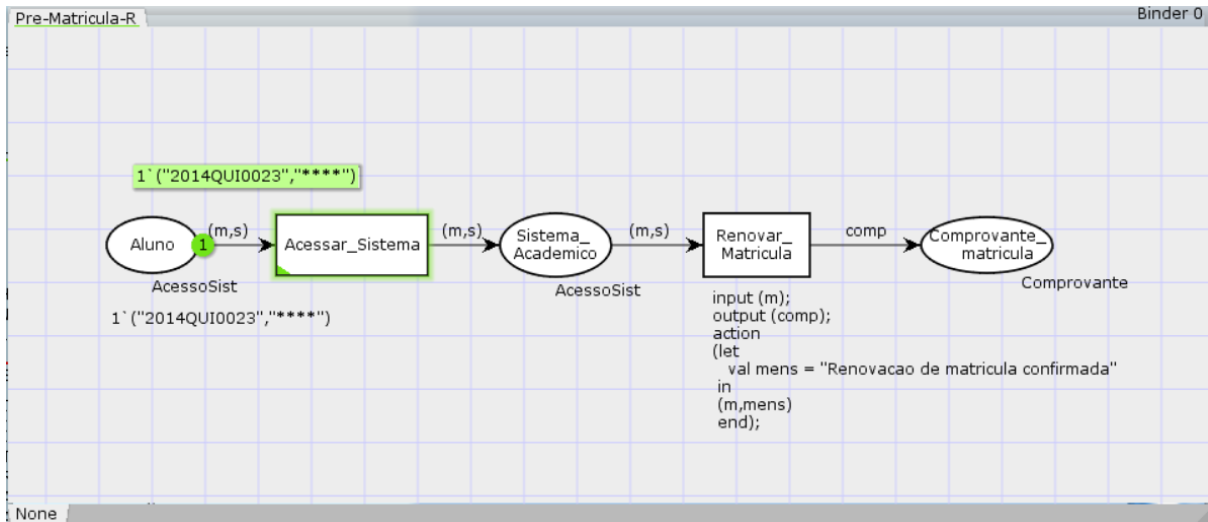 Pre-Matricula-R
Binder 0
1`("2014QUI0023","****")
Aluno
1
(m,s)
Acessar_Sistema
(m,s)
Sistema_
Academico
(m,s)
Renovar_
Matricula
comp
Comprovante_
matricula
AcessoSist
AcessoSist
Comprovante
1`("2014QUI0023","****")
input (m);
output (comp);
action
(let
val mens = "Renovacao de matricula confirmada"
in
(m,mens)
end);
None